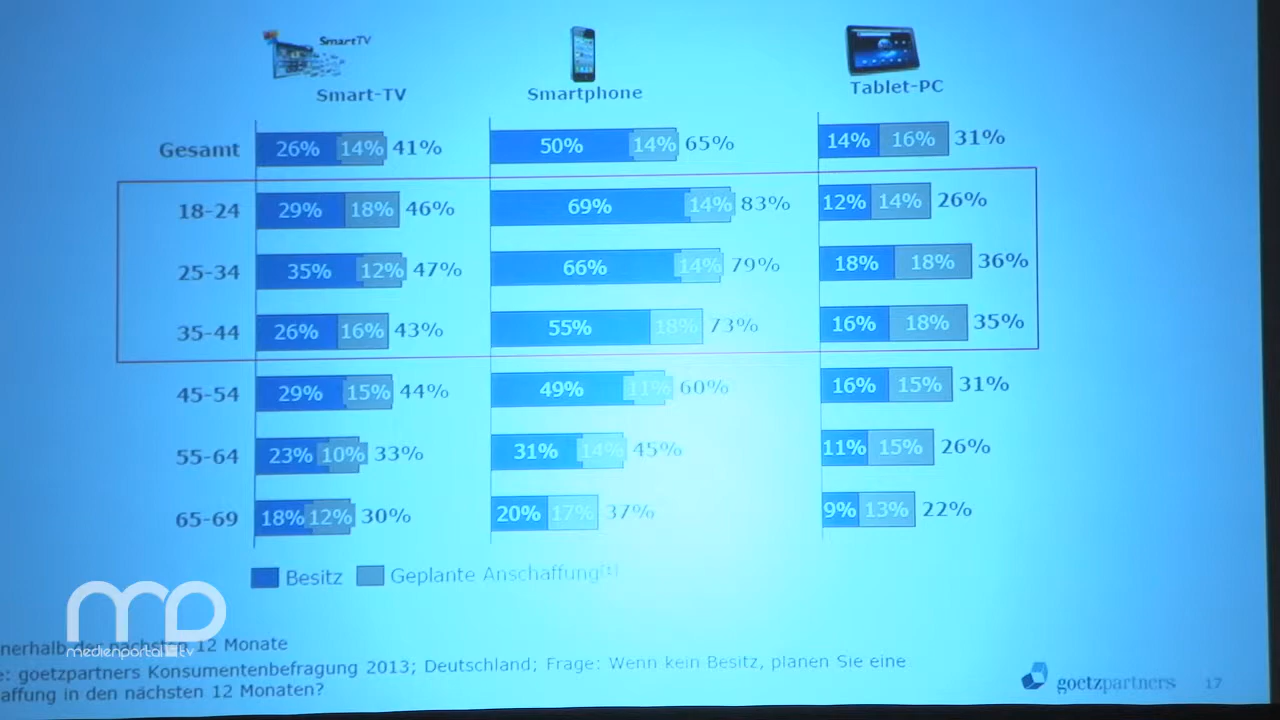 SmartTV
Smart-TV Smartphone Tablet-PC
Gesamt 26% 14% 41% 50% 14% 65% 14% 16% 31%
18-24 29% 18% 46% 69% 14% 83% 12% 14% 26%
25-34 35% 12% 47% 66% 14% 79% 18% 18% 36%
35-44 26% 16% 43% 55% 18% 73% 16% 18% 35%
45-54 29% 15% 44% 49% 11% 60% 16% 15% 31%
55-64 23% 10% 33% 31% 14% 45% 11% 15% 26%
65-69 18% 12% 30% 20% 17% 37% 9% 13% 22%
Besitz Geplante Anschaffung[1]
nerhalb der nächsten 12 Monate
e: goetzpartners Konsumentenbefragung 2013; Deutschland; Frage: Wenn kein Besitz, planen Sie eine
affung in den nächsten 12 Monaten?
goetzpartners 17
mp
medienportal.tv